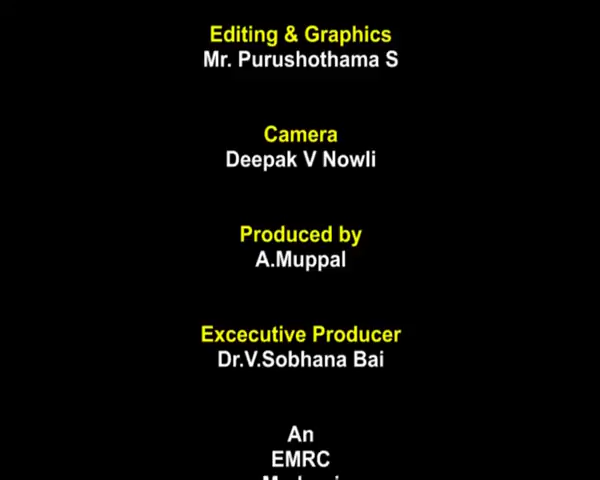 Editing & Graphics
Mr. Purushothama S
Camera
Deepak V Nowli
Produced by
A.Muppal
Excecutive Producer
Dr.V.Sobhana Bai
An
EMRC